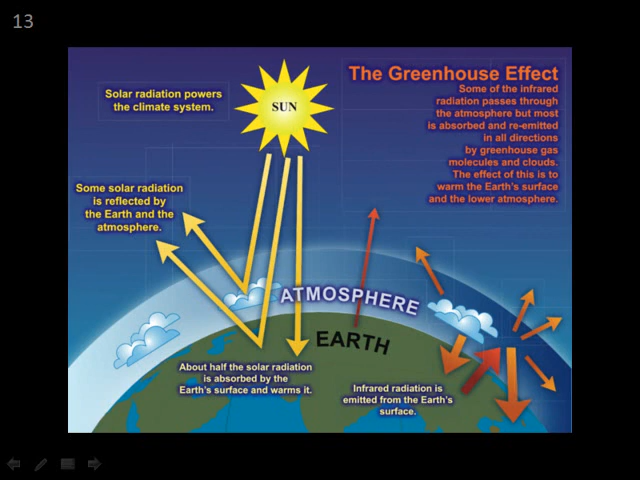 13
The Greenhouse Effect
Some of the infrared
radiation passes through
the atmosphere but most
is absorbed and re-emitted
in all directions
by greenhouse gas
molecules and clouds.
The effect of this is to
warm the Earth's surface
and the lower atmosphere.
Solar radiation powers
the climate system.
SUN
Some solar radiation
is reflected by
the Earth and the
atmosphere.
ATMOSPHERE
EARTH
About half the solar radiation
is absorbed by the
Earth's surface and warms it.
Infrared radiation is
emitted from the Earth's
surface.